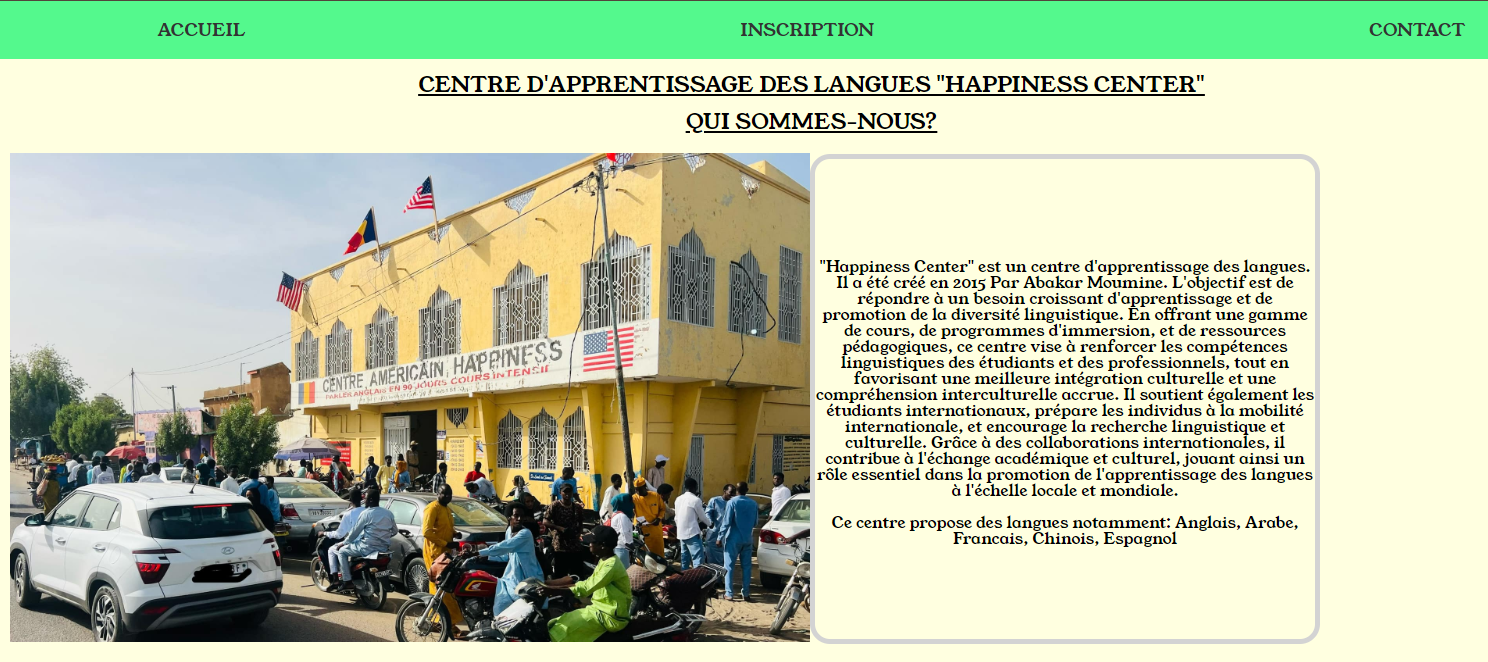 ACCUEIL
INSCRIPTION
CONTACT
CENTRE D'APPRENTISSAGE DES LANGUES "HAPPINESS CENTER"
QUI SOMMES-NOUS?
CENTRE AMERICAIN HAPPINESS
PARLER ANGLAIS EN 90 JOURS COURS INTENSIF
"Happiness Center" est un centre d'apprentissage des langues.
Il a été créé en 2015 Par Abakar Moumine. L'objectif est de
répondre à un besoin croissant d'apprentissage et de
promotion de la diversité linguistique. En offrant une gamme
de cours, de programmes d'immersion, et de ressources
pédagogiques, ce centre vise à renforcer les compétences
linguistiques des étudiants et des professionnels, tout en
favorisant une meilleure intégration culturelle et une
compréhension interculturelle accrue. Il soutient également les
étudiants internationaux, prépare les individus à la mobilité
internationale, et encourage la recherche linguistique et
culturelle. Grâce à des collaborations internationales, il
contribue à l'échange académique et culturel, jouant ainsi un
rôle essentiel dans la promotion de l'apprentissage des langues
à l'échelle locale et mondiale.
Ce centre propose des langues notamment: Anglais, Arabe,
Francais, Chinois, Espagnol